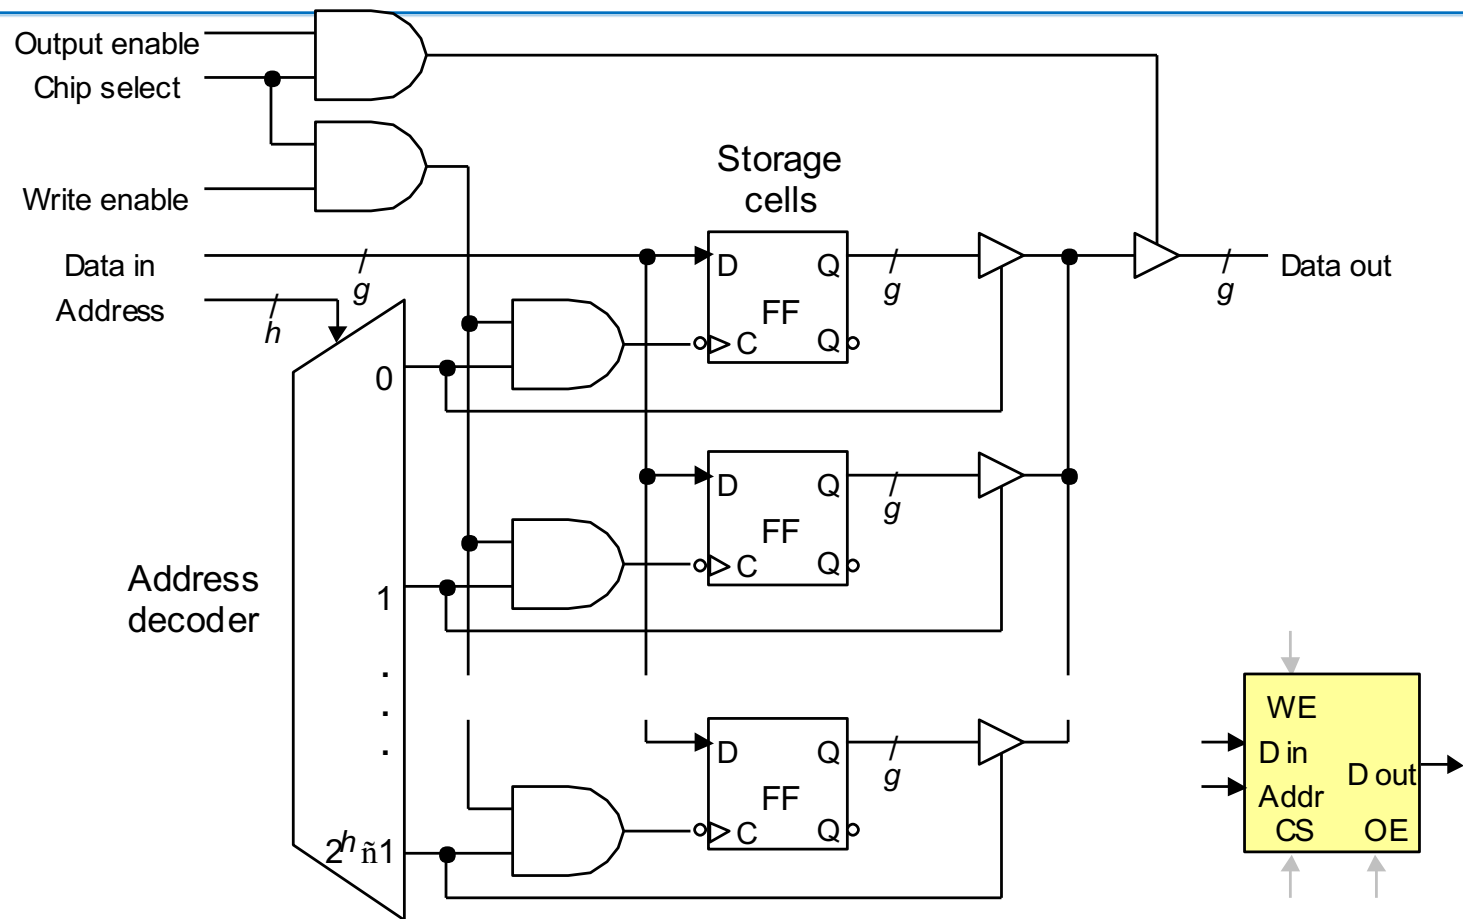 Output enable
Chip select
Write enable
Data in
Address
g
h
Storage
cells
D Q
FF
C Q
g
g
Data out
0
D Q
FF
C Q
g
1
Address
decoder
.
.
.
D Q
FF
C Q
g
2h ñ1
WE
D in
D out
Addr
CS OE